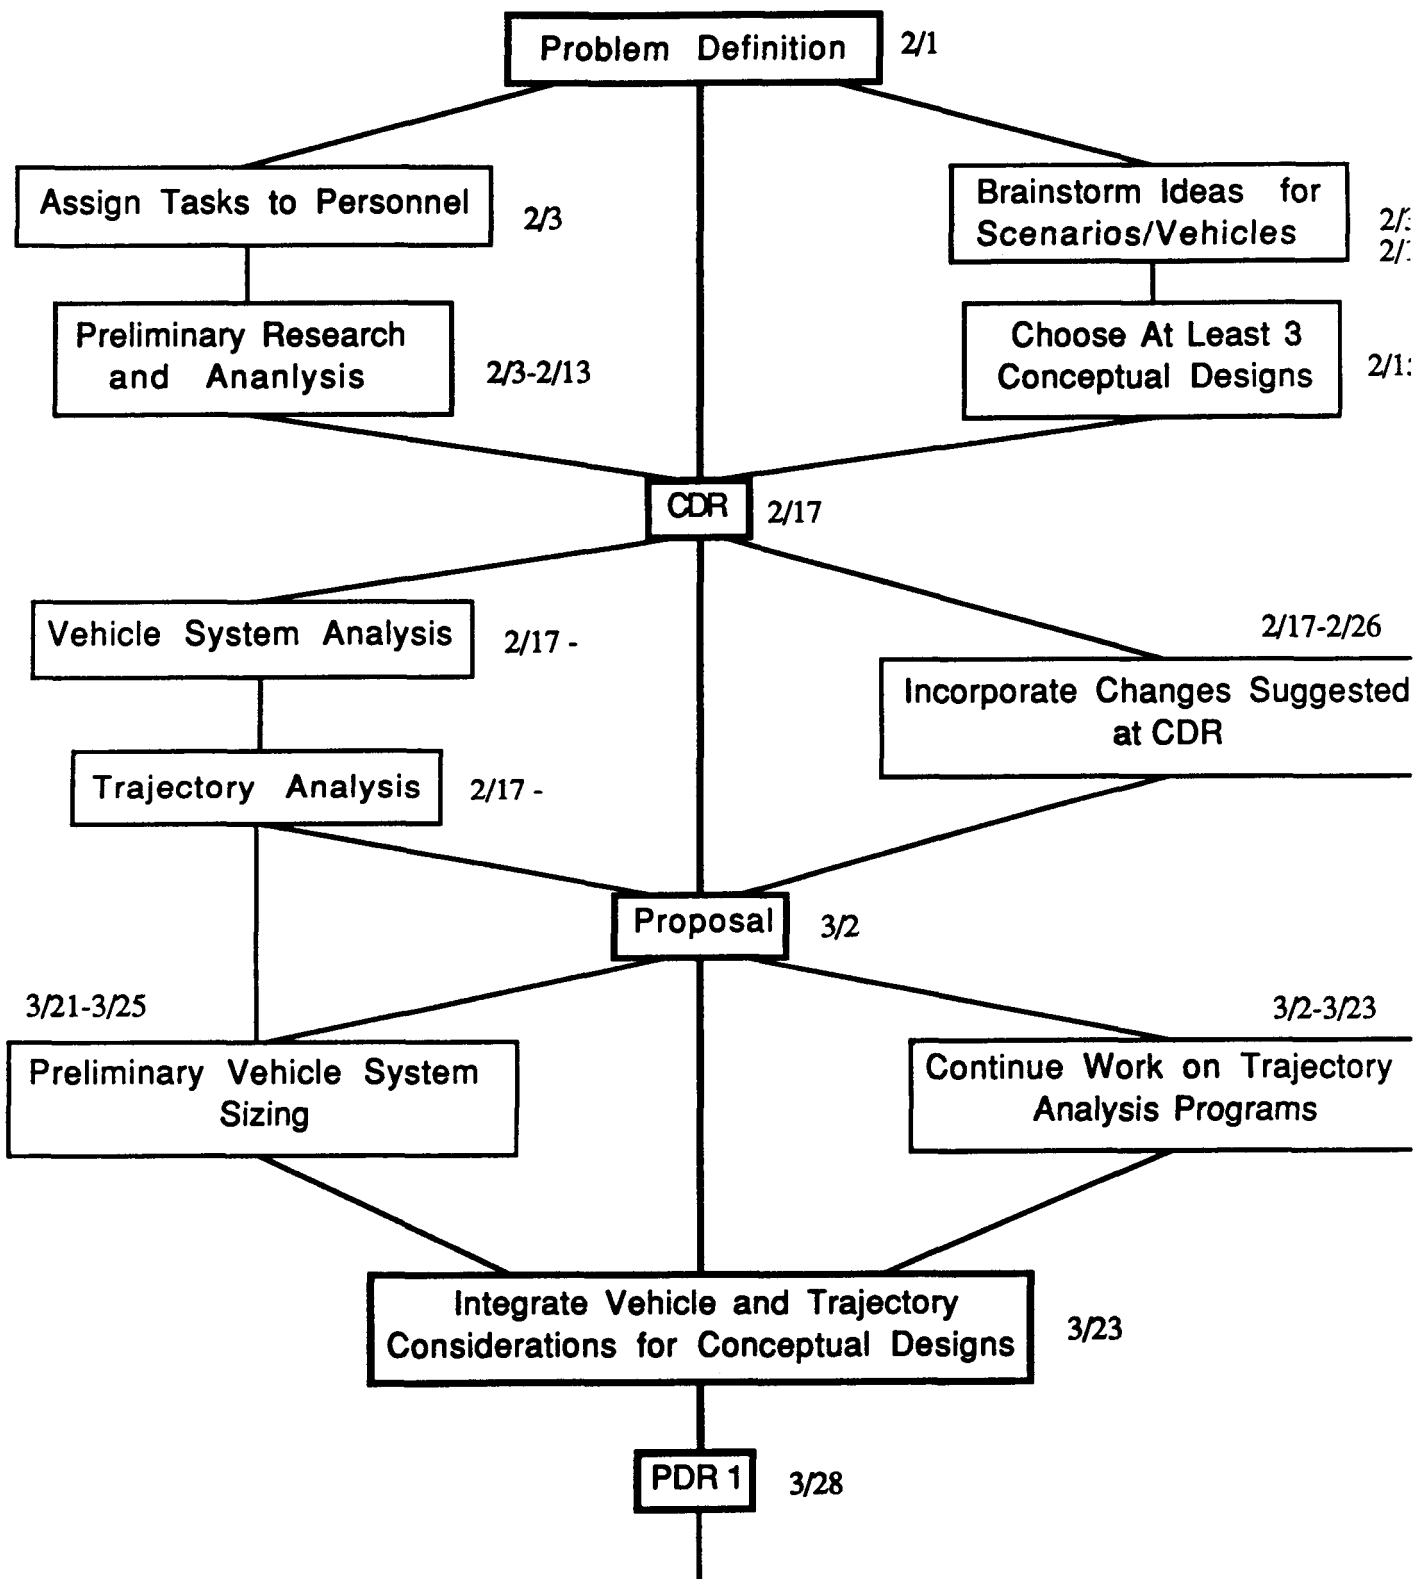 Problem Definition
2/1
Assign Tasks to Personnel
2/3
Brainstorm Ideas for
Scenarios/Vehicles
Preliminary Research
and Ananlysis
2/3-2/13
Choose At Least 3
Conceptual Designs
CDR
2/17
Vehicle System Analysis
2/17 -
2/17-2/26
Incorporate Changes Suggested
at CDR
Trajectory Analysis
2/17 -
Proposal
3/2
3/21-3/25
Preliminary Vehicle System
Sizing
3/2-3/23
Continue Work on Trajectory
Analysis Programs
Integrate Vehicle and Trajectory
Considerations for Conceptual Designs
3/23
PDR 1
3/28